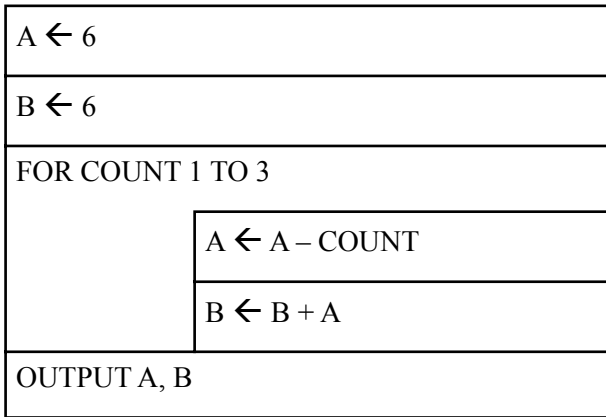 A ← 6
B ← 6
FOR COUNT 1 TO 3
A ← A – COUNT
B ← B + A
OUTPUT A, B